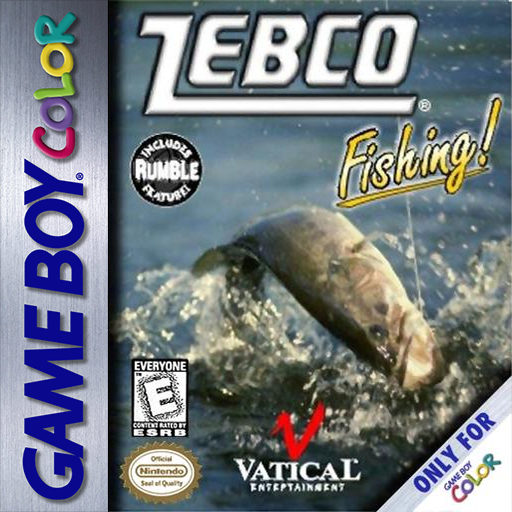 GAME BOY COLOR
ZEBCO®
Fishing!
INCLUDES
RUMBLE
FEATURE!
EVERYONE
E
CONTENT RATED BY
ESRB
Official
Nintendo
Seal of Quality
V
VATICAL
ENTERTAINMENT
ONLY FOR
GAME BOY
COLOR